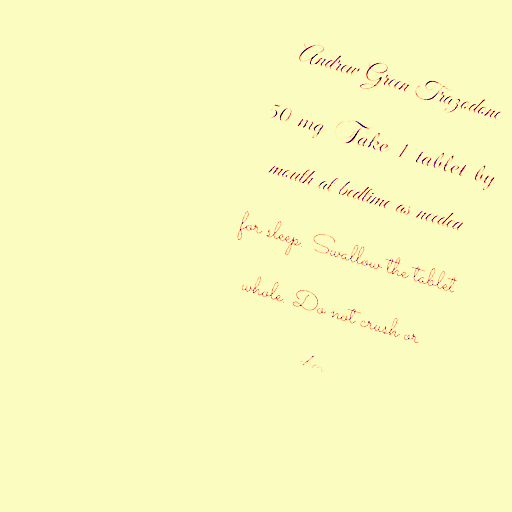 Andrew Green Trazodone
50 mg Take 1 tablet by
mouth at bedtime as needed
for sleep. Swallow the tablet
whole. Do not crush or